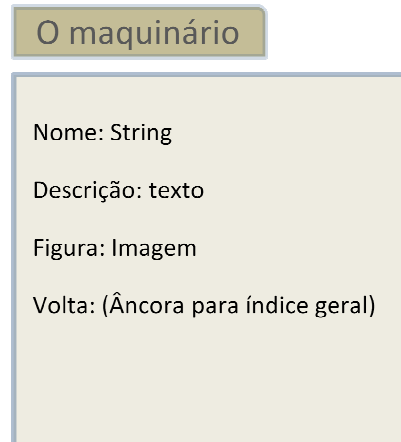 O maquinário
Nome: String
Descrição: texto
Figura: Imagem
Volta: (Âncora para índice geral)